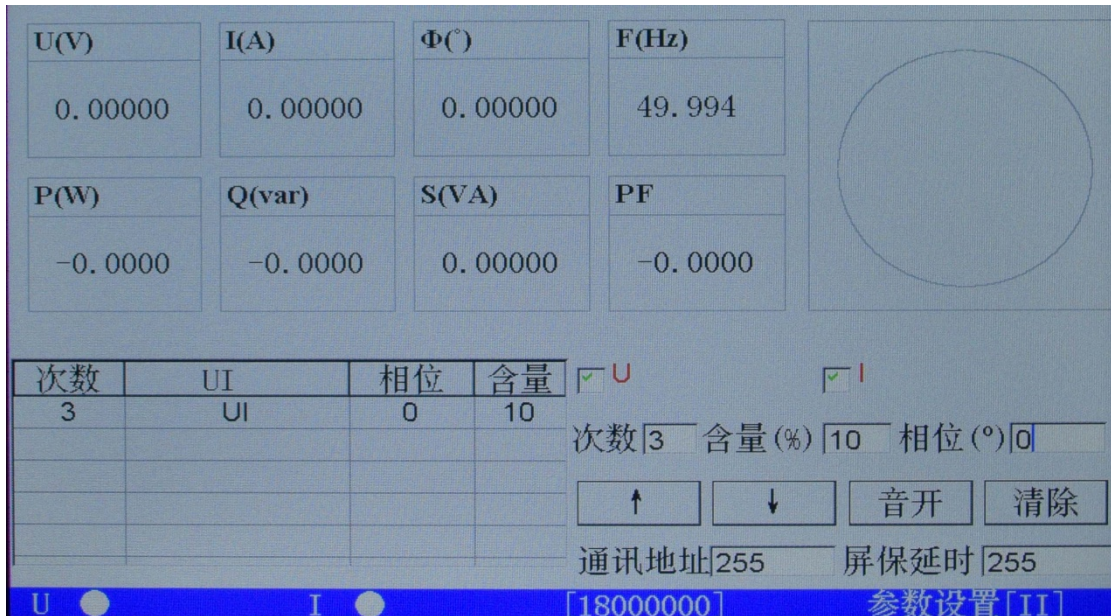 U(V) I(A) Φ(°) F(Hz)
0.00000 0.00000 0.00000 49.994
P(W) Q(var) S(VA) PF
-0.0000 -0.0000 0.00000 -0.0000
次数 UI 相位 含量 U I
3 UI 0 10
次数 3 含量(%) 10 相位(º) 0
↑ ↓ 音开 清除
通讯地址 255 屏保延时 255
U I [18000000] 参数设置[II]